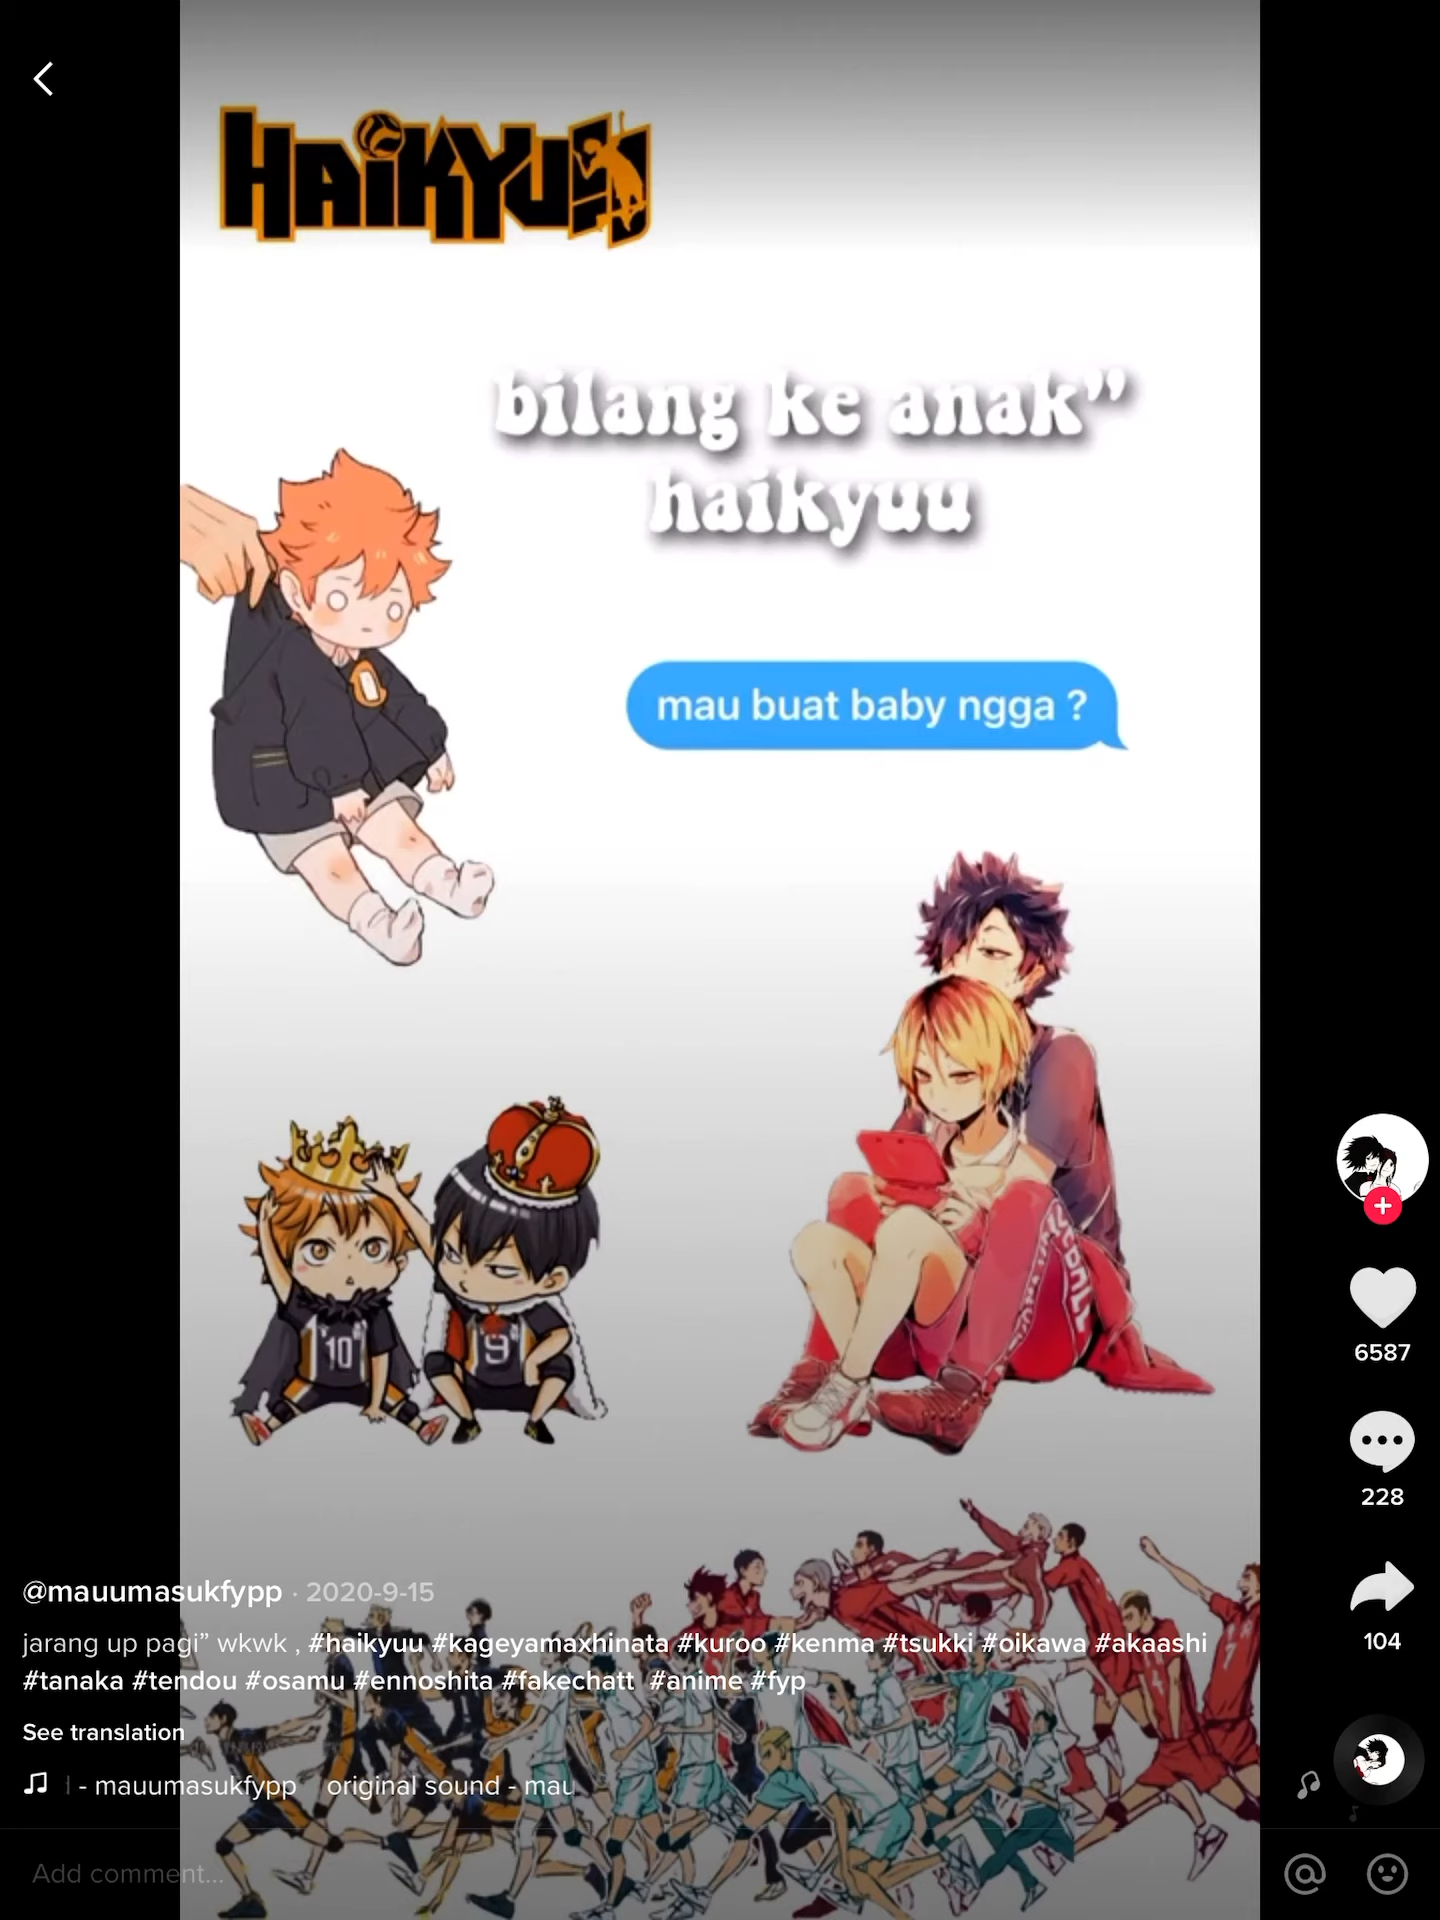 HAIKYU!!
bilang ke anak”
haikyuu
mau buat baby ngga ?
10
9
@mauumasukfypp · 2020-9-15
jarang up pagi” wkwk , #haikyuu #kageyamaxhinata #kuroo #kenma #tsukki #oikawa #akaashi
#tanaka #tendou #osamu #ennoshita #fakechatt #anime #fyp
See translation
- mauumasukfypp original sound - mau
Add comment...
6587
228
104